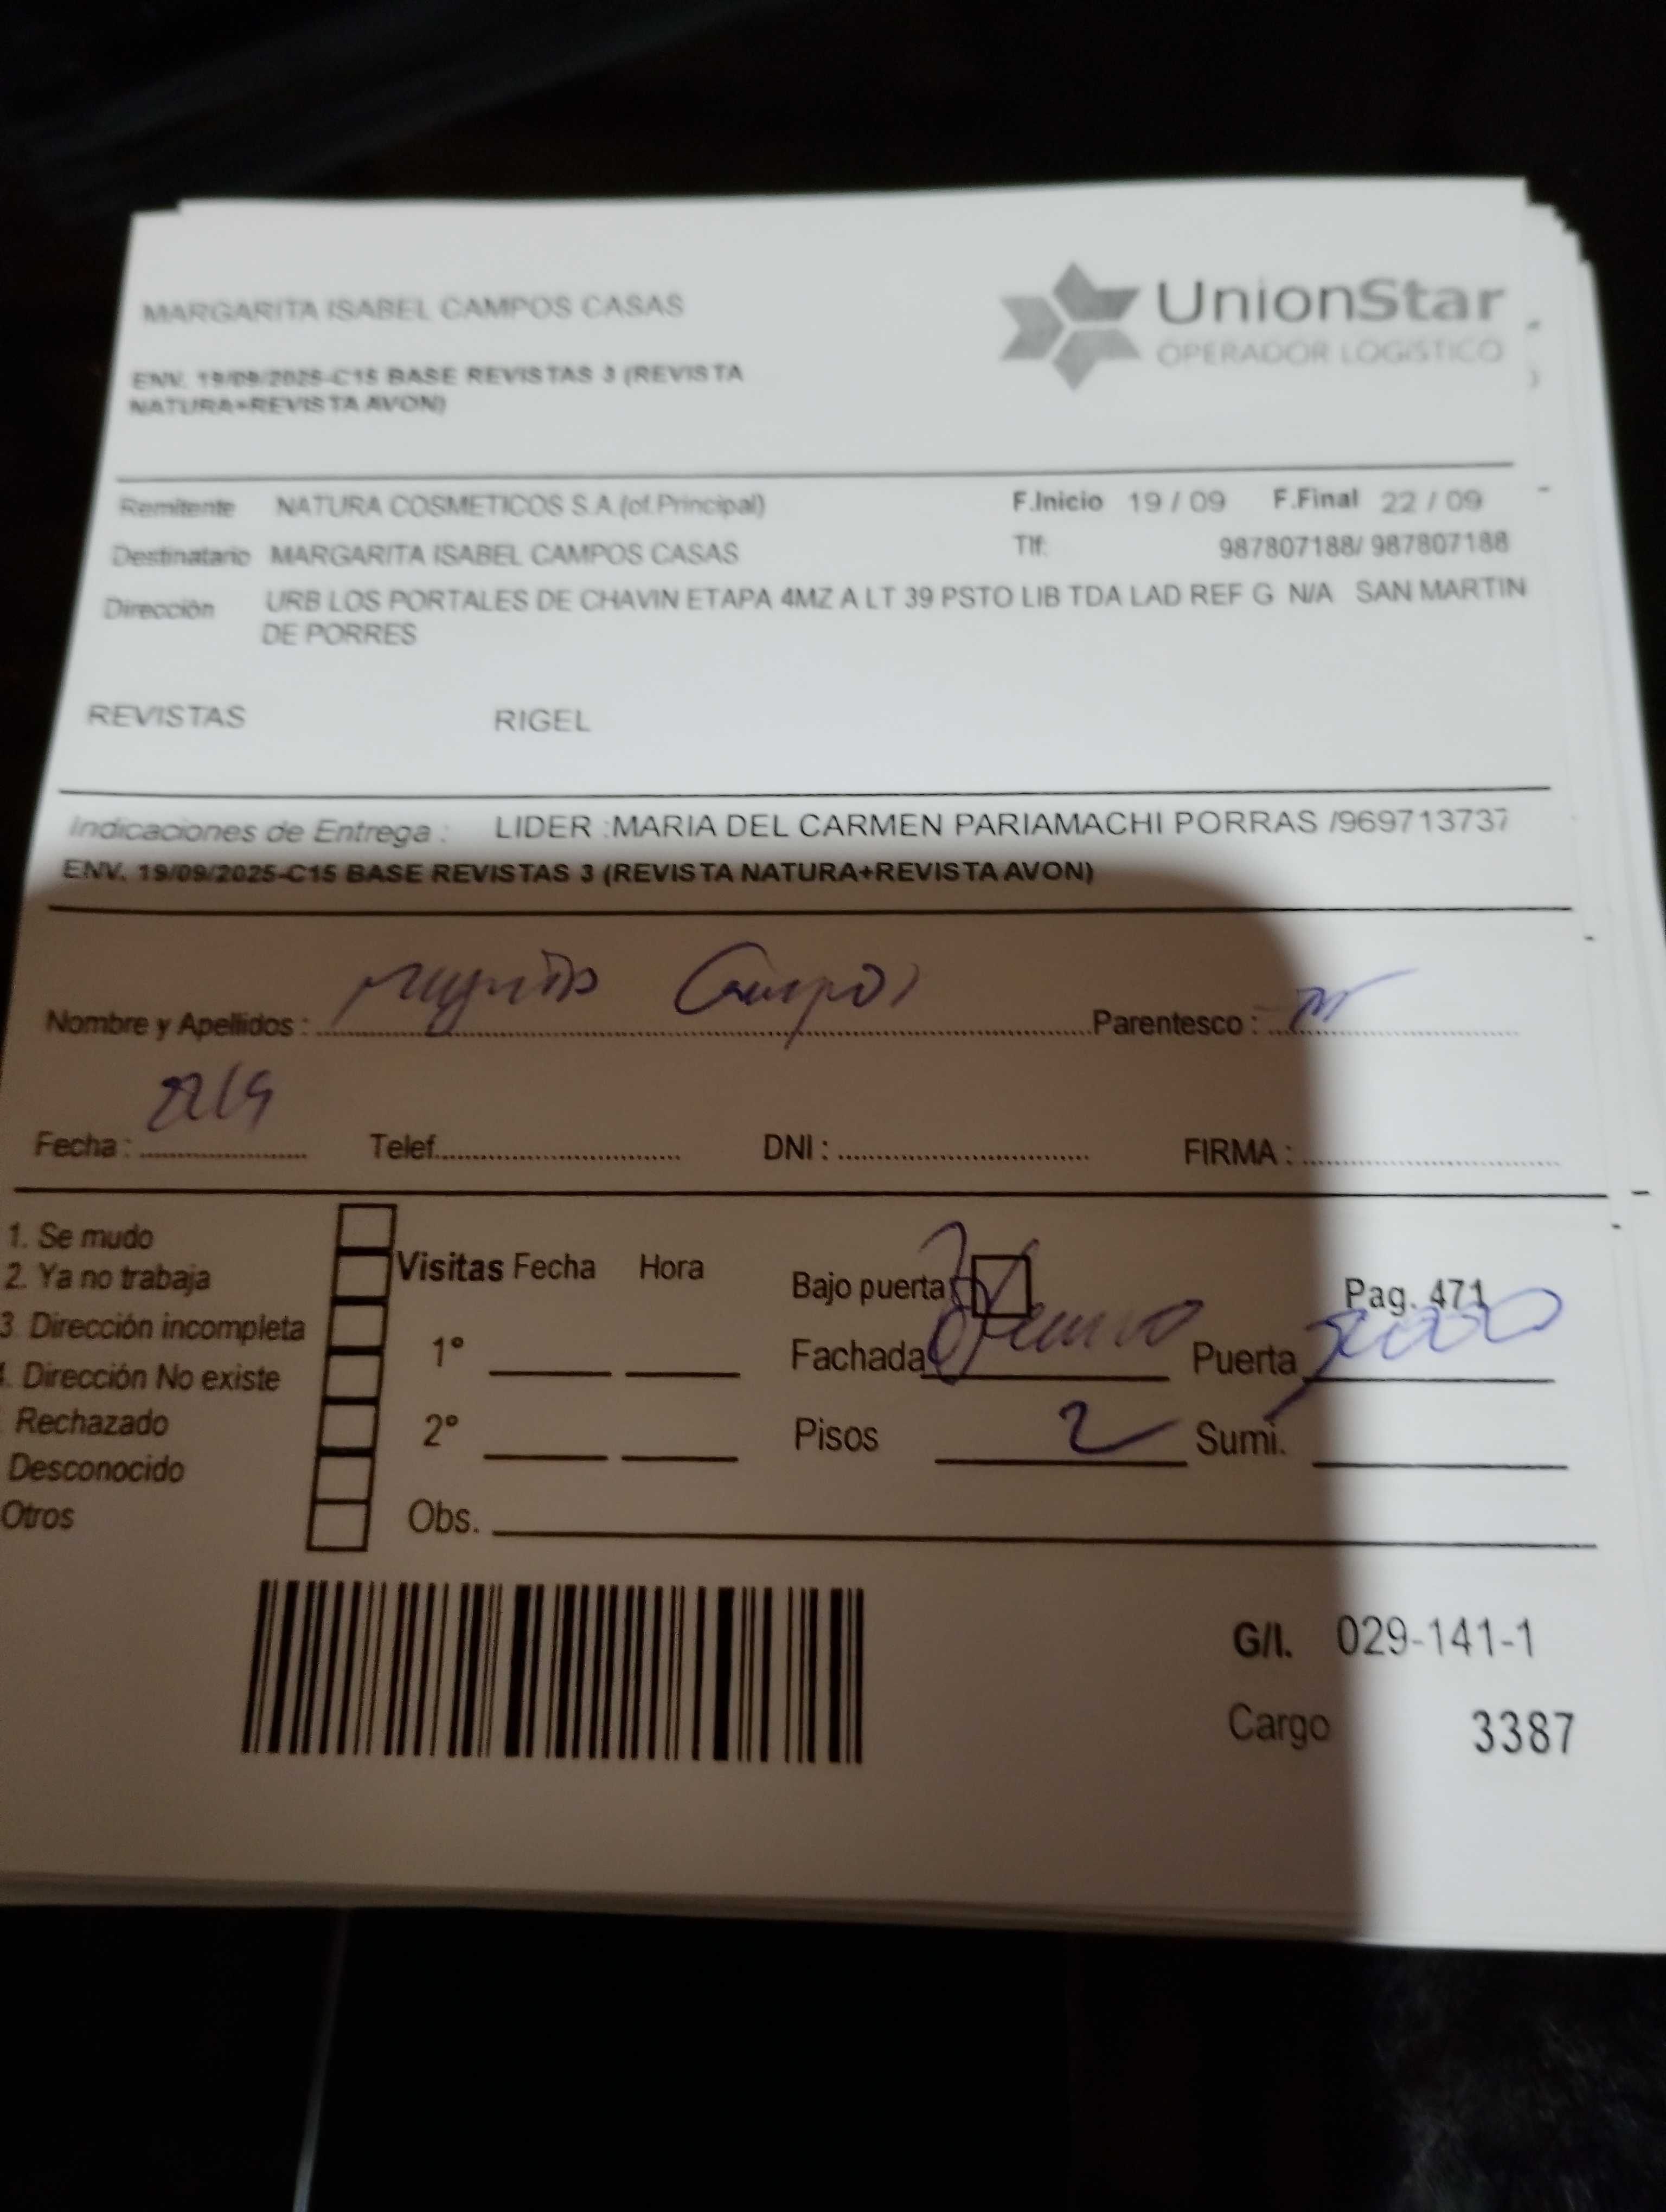 MARGARITA ISABEL CAMPOS CASAS
UnionStar
OPERADOR LOGÍSTICO
ENV. 19/09/2025-C15 BASE REVISTAS 3 (REVISTA
NATURA+REVISTA AVON)
Remitente NATURA COSMETICOS S.A.(of.Principal) F.Inicio 19 / 09 F.Final 22 / 09
Destinatario MARGARITA ISABEL CAMPOS CASAS Tlf: 987807188/ 987807188
Dirección URB LOS PORTALES DE CHAVIN ETAPA 4MZ A LT 39 PSTO LIB TDA LAD REF G N/A SAN MARTIN
DE PORRES
REVISTAS RIGEL
Indicaciones de Entrega : LIDER :MARIA DEL CARMEN PARIAMACHI PORRAS /969713737
ENV. 19/09/2025-C15 BASE REVISTAS 3 (REVISTA NATURA+REVISTA AVON)
Nombre y Apellidos : Campos Parentesco :
Fecha : Telef. DNI : FIRMA :
1. Se mudo
2. Ya no trabaja
3. Dirección incompleta
. Dirección No existe
Rechazado
Desconocido
Otros
Visitas Fecha Hora
1°
2°
Obs.
Bajo puerta Pag. 471
Fachada Puerta
Pisos 2 Sumi.
G/I. 029-141-1
Cargo 3387